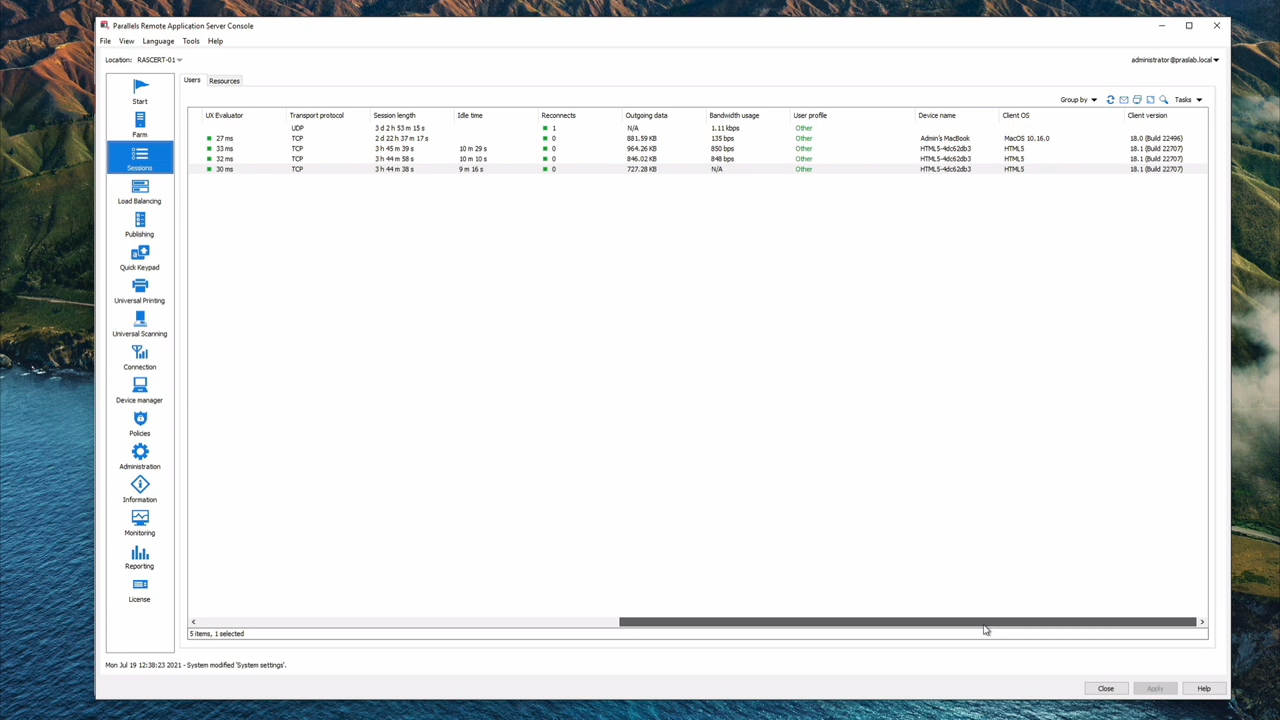 Parallels Remote Application Server Console
File View Language Tools Help
Location: RASCERT-01 administrator@praslab.local
Users Resources
Group by Tasks
UX Evaluator Transport protocol Session length Idle time Reconnects Outgoing data Bandwidth usage User profile Device name Client OS Client version
UDP 3 d 2 h 53 m 15 s 1 N/A 1.11 kbps Other
27 ms TCP 2 d 22 h 37 m 17 s 0 881.59 KB 135 bps Other Admin's MacBook MacOS 10.16.0 18.0 (Build 22496)
33 ms TCP 3 h 45 m 39 s 10 m 29 s 0 964.26 KB 850 bps Other HTML5-4dc62db3 HTML5 18.1 (Build 22707)
32 ms TCP 3 h 44 m 58 s 10 m 10 s 0 846.02 KB 848 bps Other HTML5-4dc62db3 HTML5 18.1 (Build 22707)
30 ms TCP 3 h 44 m 38 s 9 m 16 s 0 727.28 KB N/A Other HTML5-4dc62db3 HTML5 18.1 (Build 22707)
Start
Farm
Sessions
Load Balancing
Publishing
Quick Keypad
Universal Printing
Universal Scanning
Connection
Device manager
Policies
Administration
Information
Monitoring
Reporting
License
5 items, 1 selected
Mon Jul 19 12:38:23 2021 - System modified 'System settings'.
Close Apply Help